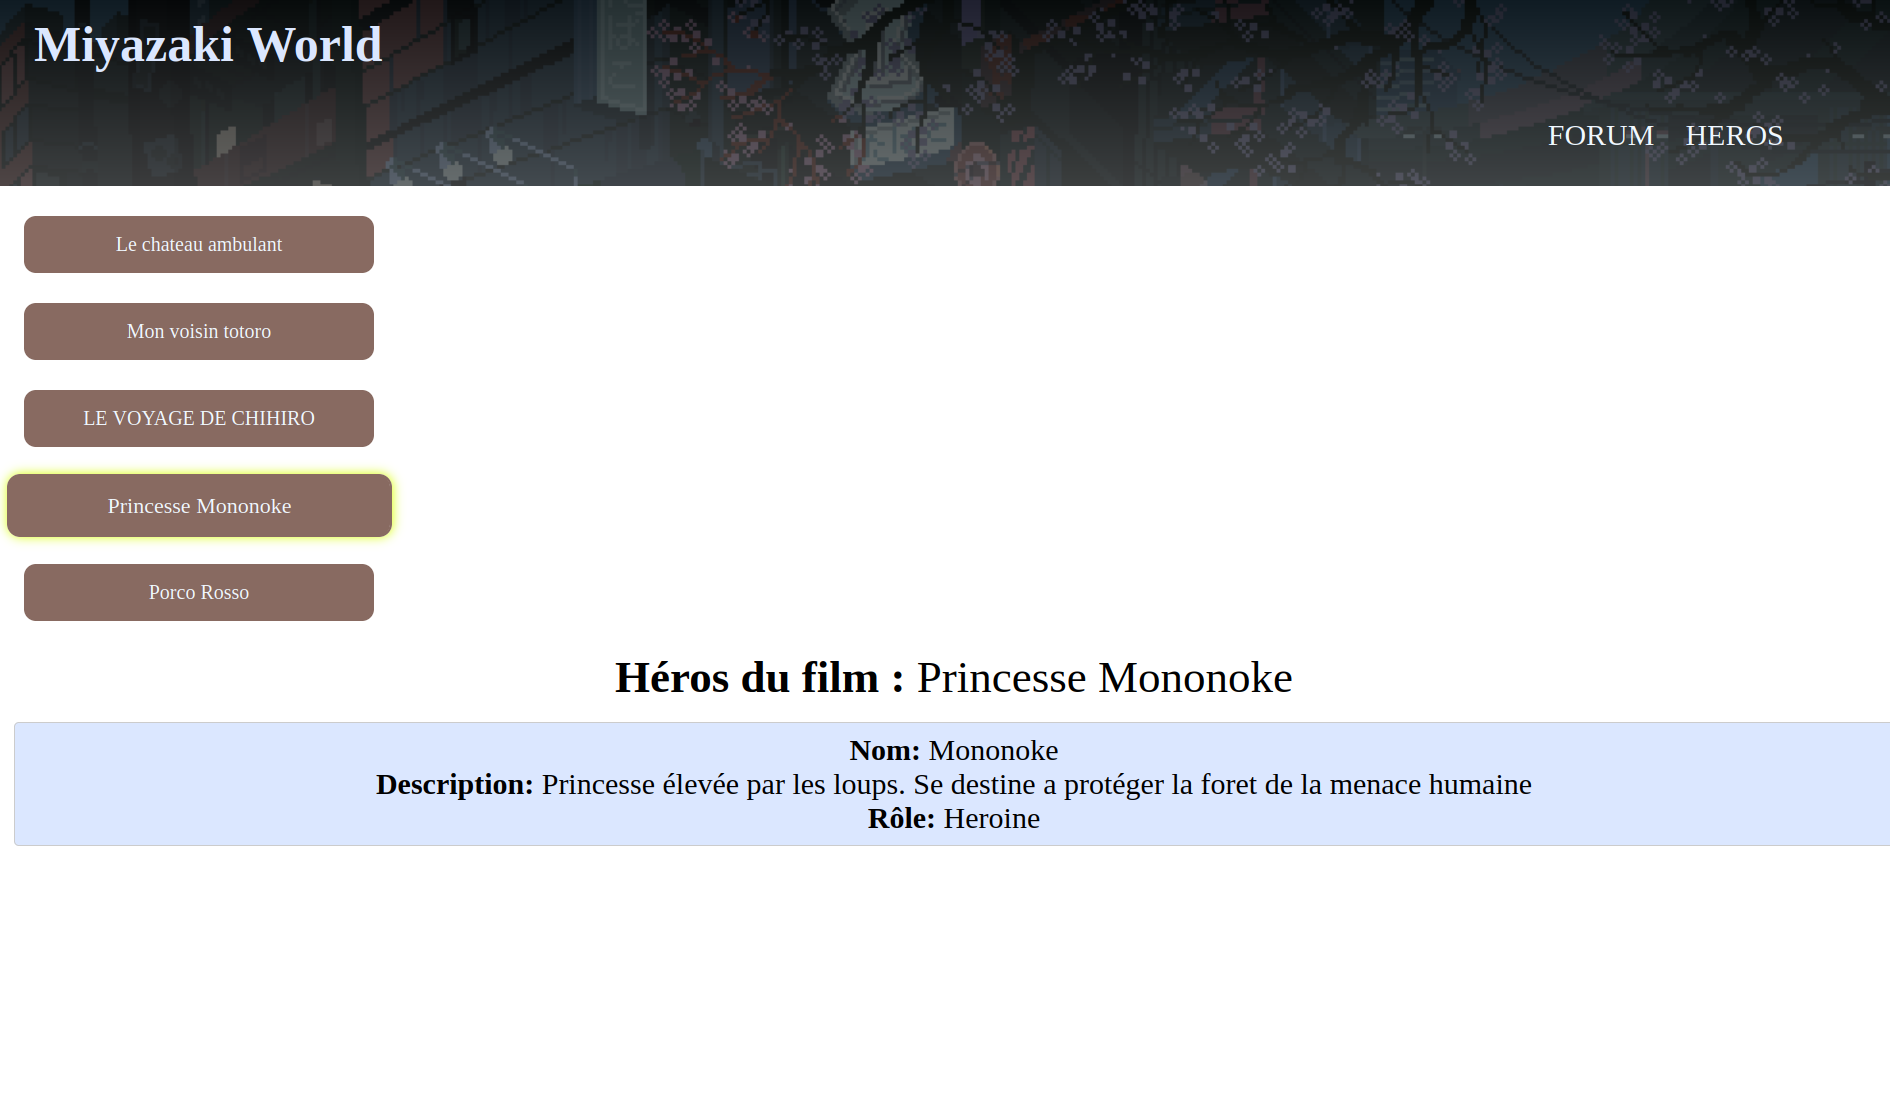 Miyazaki World
FORUM HEROS
Le chateau ambulant
Mon voisin totoro
LE VOYAGE DE CHIHIRO
Princesse Mononoke
Porco Rosso
Héros du film : Princesse Mononoke
Nom: Mononoke
Description: Princesse élevée par les loups. Se destine a protéger la foret de la menace humaine
Rôle: Heroine